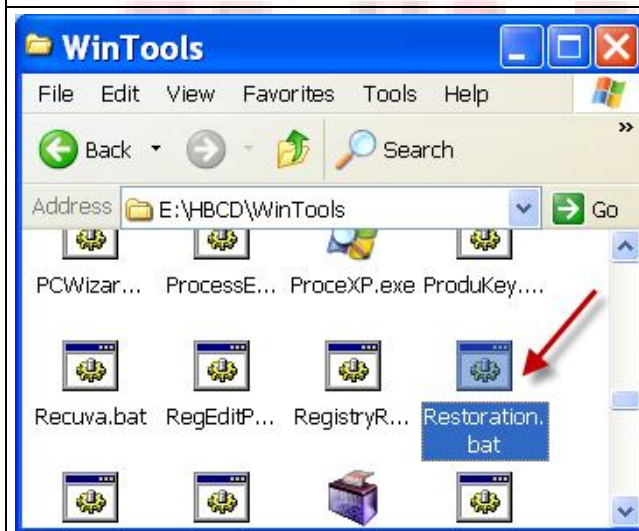 WinTools
File Edit View Favorites Tools Help
Back Search »
Address E:\HBCD\WinTools Go
PCWizar... ProcessE... ProceXP.exe ProduKey....
Recuva.bat RegEditP... RegistryR... Restoration.
bat